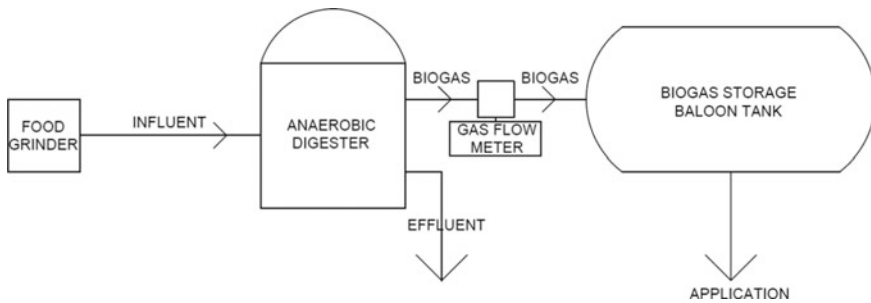 FOOD
GRINDER
INFLUENT
ANAEROBIC
DIGESTER
BIOGAS
BIOGAS
GAS FLOW
METER
EFFLUENT
BIOGAS STORAGE
BALOON TANK
APPLICATION